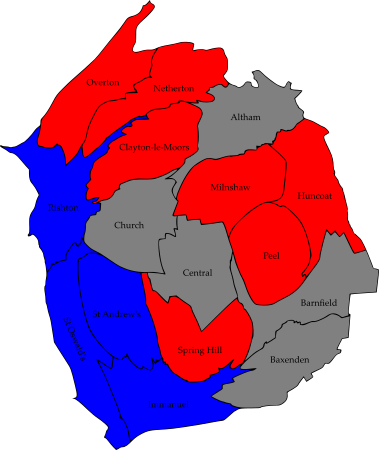 Overton
Netherton
Altham
Clayton-le-Moors
Milnshaw
Huncoat
Rishton
Church
Peel
Central
Barnfield
St Andrew's
St Oswald's
Spring Hill
Baxenden
Immanuel